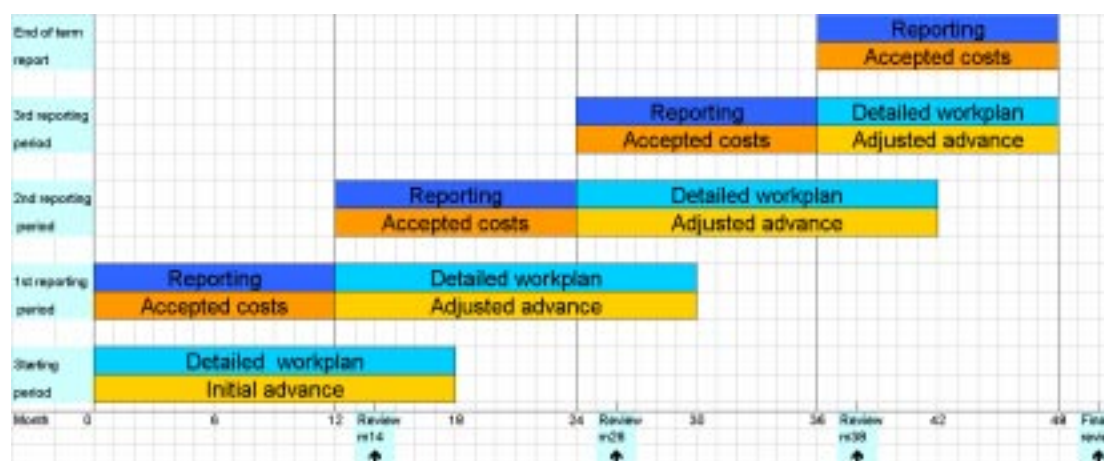 End of term
report
Reporting
Accepted costs
3rd reporting
period
Reporting
Detailed workplan
Accepted costs
Adjusted advance
2nd reporting
period
Reporting
Detailed workplan
Accepted costs
Adjusted advance
1st reporting
period
Reporting
Detailed workplan
Accepted costs
Adjusted advance
Starting
period
Detailed workplan
Initial advance
Month 0 6 12 Review 18 24 Review 36 Review 42 48
m14 m38